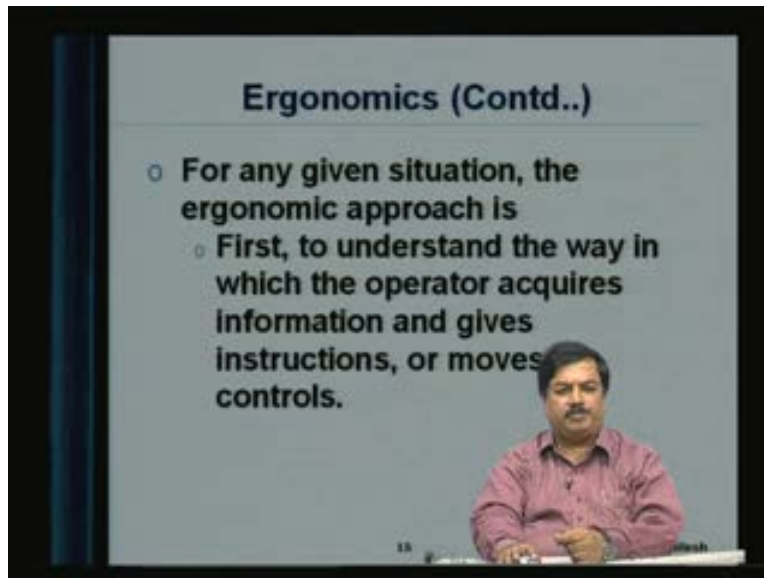 Ergonomics (Contd..)
o For any given situation, the
ergonomic approach is
o First, to understand the way in
which the operator acquires
information and gives
instructions, or moves
controls.